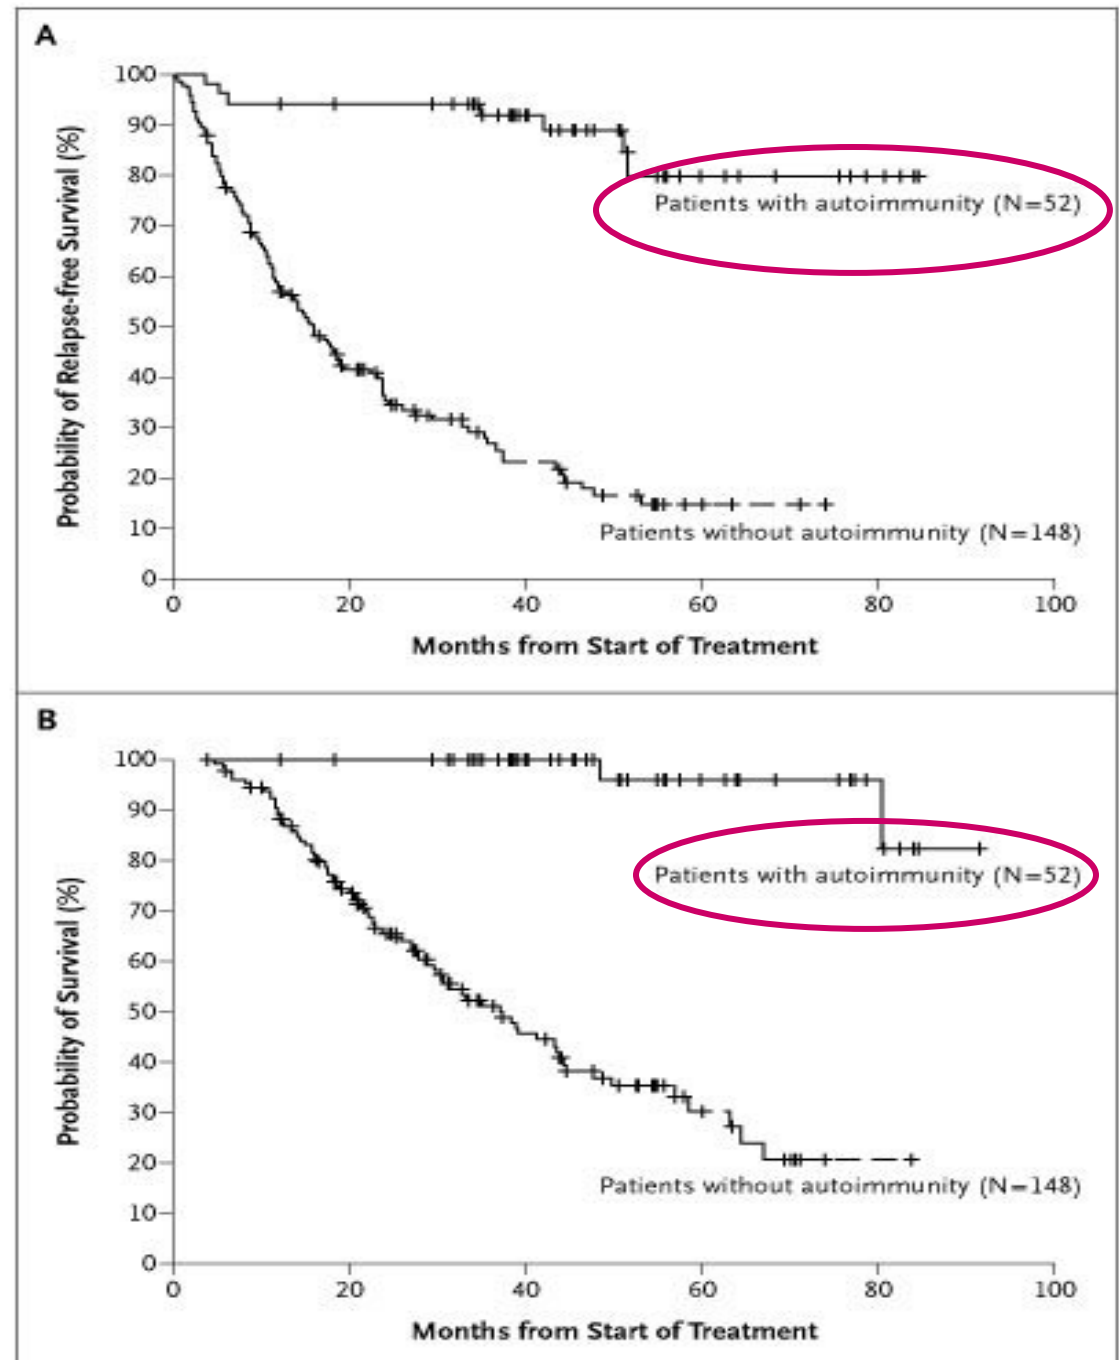 A
Probability of Relapse-free Survival (%)
100
90
80
70
60
50
40
30
20
10
0
Patients with autoimmunity (N=52)
Patients without autoimmunity (N=148)
0 20 40 60 80 100
Months from Start of Treatment
B
Probability of Survival (%)
100
90
80
70
60
50
40
30
20
10
0
Patients with autoimmunity (N=52)
Patients without autoimmunity (N=148)
0 20 40 60 80 100
Months from Start of Treatment